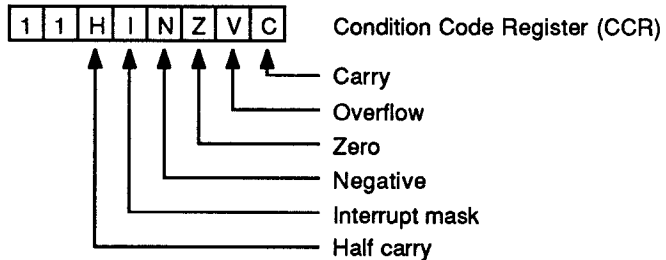 1 1 H I N Z V C Condition Code Register (CCR)
Carry
Overflow
Zero
Negative
Interrupt mask
Half carry